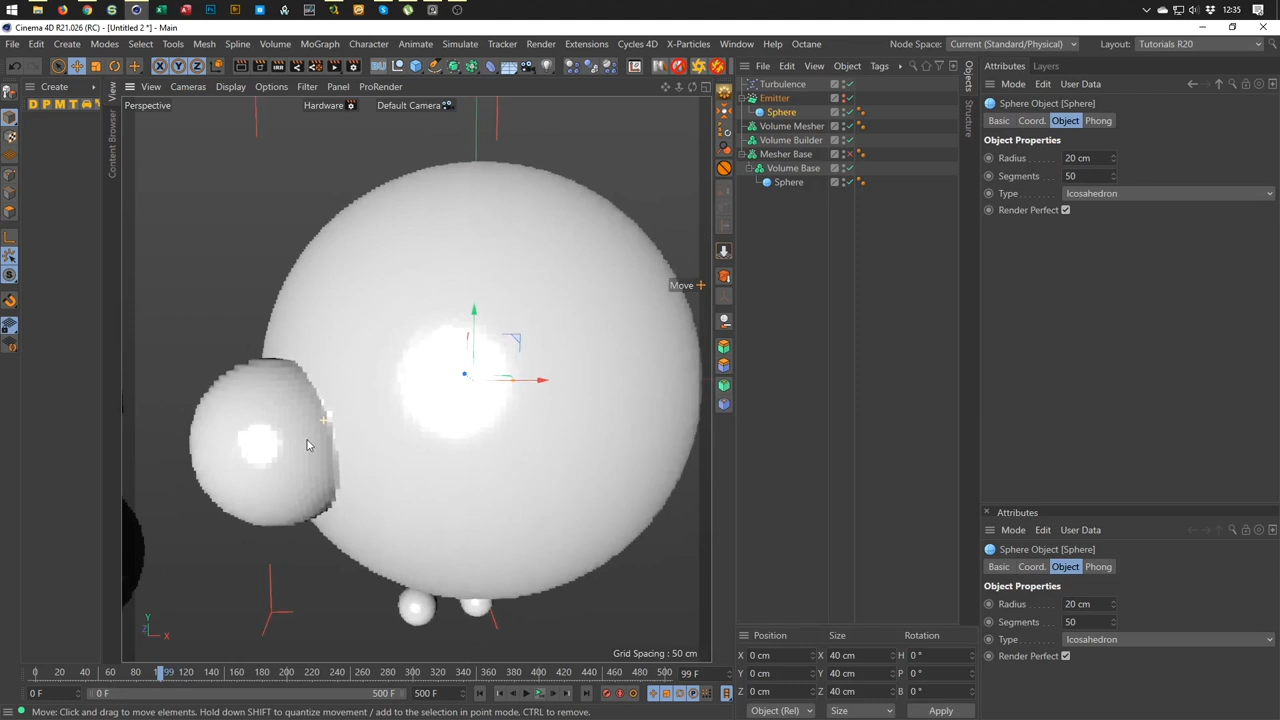 12:35
Cinema 4D R21.026 (RC) - [Untitled 2 *] - Main
File Edit Create Modes Select Tools Mesh Spline Volume MoGraph Character Animate Simulate Tracker Render Extensions Cycles 4D X-Particles Window Help Octane
Node Space: Current (Standard/Physical) Layout: Tutorials R20
Create
D P M T
View
Content Browser
View Cameras Display Options Filter Panel ProRender
Perspective Hardware Default Camera
Move
Grid Spacing : 50 cm
Y
Z X
File Edit View Object Tags
Objects
Structure
Turbulence
Emitter
Sphere
Volume Mesher
Volume Builder
Mesher Base
Volume Base
Sphere
Attributes Layers
Mode Edit User Data
Sphere Object [Sphere]
Basic Coord. Object Phong
Object Properties
Radius 20 cm
Segments 50
Type Icosahedron
Render Perfect
Attributes
Mode Edit User Data
Sphere Object [Sphere]
Basic Coord. Object Phong
Object Properties
Radius 20 cm
Segments 50
Type Icosahedron
Render Perfect
Position Size Rotation
X 0 cm X 40 cm H 0 °
Y 0 cm Y 40 cm P 0 °
Z 0 cm Z 40 cm B 0 °
Object (Rel) Size Apply
0 20 40 60 80 100 120 140 99 180 200 220 240 260 280 300 320 340 360 380 400 420 440 460 480 500 99 F
0 F 0 F 500 F 500 F
Move: Click and drag to move elements. Hold down SHIFT to quantize movement / add to the selection in point mode, CTRL to remove.